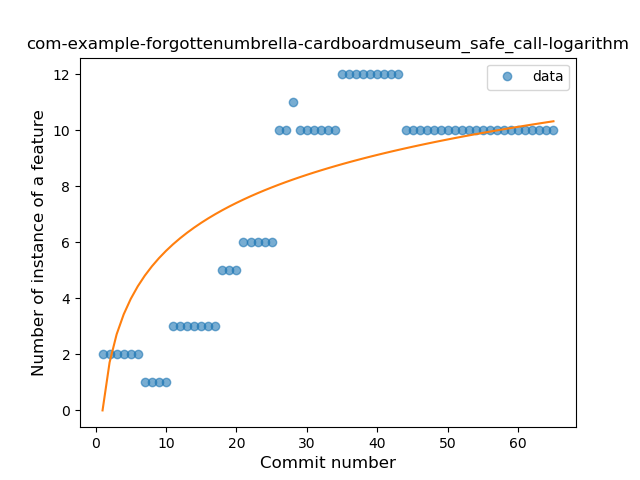 com-example-forgottenumbrella-cardboardmuseum_safe_call-logarithm
data
12
10
8
6
4
2
0
Number of instance of a feature
0 10 20 30 40 50 60
Commit number